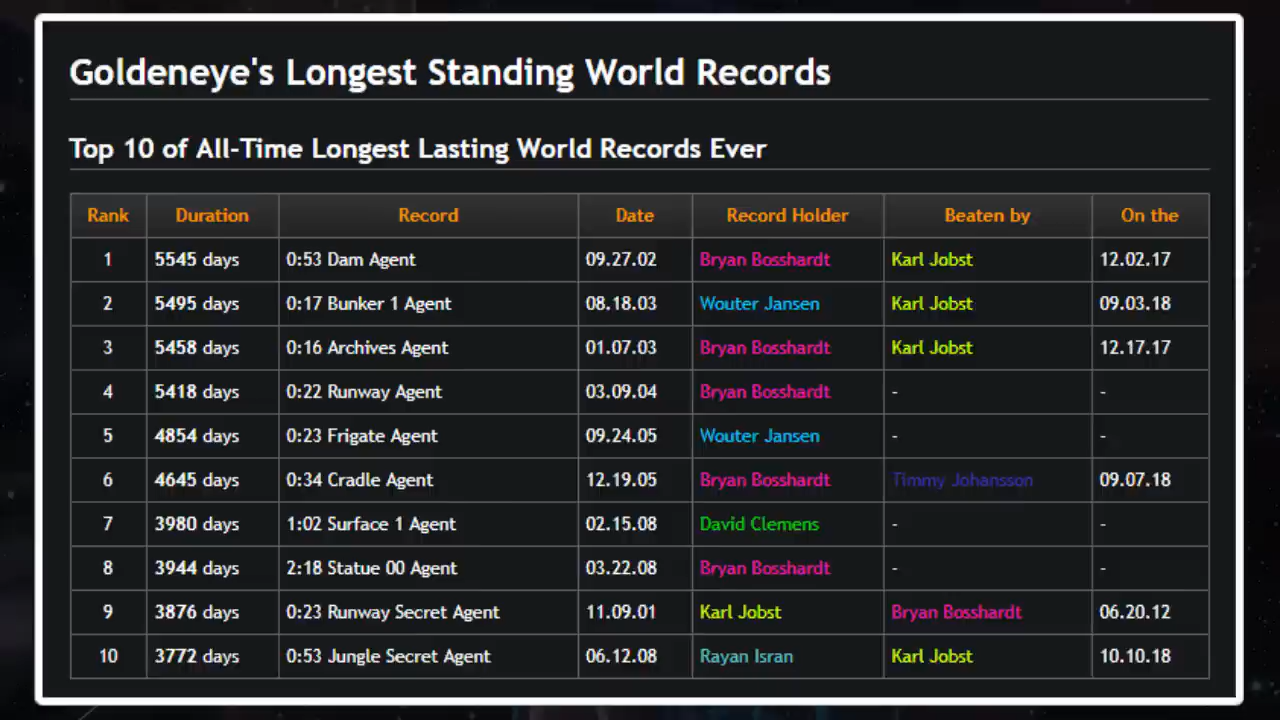 Goldeneye's Longest Standing World Records
Top 10 of All-Time Longest Lasting World Records Ever
Rank Duration Record Date Record Holder Beaten by On the
1 5545 days 0:53 Dam Agent 09.27.02 Bryan Bosshardt Karl Jobst 12.02.17
2 5495 days 0:17 Bunker 1 Agent 08.18.03 Wouter Jansen Karl Jobst 09.03.18
3 5458 days 0:16 Archives Agent 01.07.03 Bryan Bosshardt Karl Jobst 12.17.17
4 5418 days 0:22 Runway Agent 03.09.04 Bryan Bosshardt - -
5 4854 days 0:23 Frigate Agent 09.24.05 Wouter Jansen - -
6 4645 days 0:34 Cradle Agent 12.19.05 Bryan Bosshardt Timmy Johansson 09.07.18
7 3980 days 1:02 Surface 1 Agent 02.15.08 David Clemens - -
8 3944 days 2:18 Statue 00 Agent 03.22.08 Bryan Bosshardt - -
9 3876 days 0:23 Runway Secret Agent 11.09.01 Karl Jobst Bryan Bosshardt 06.20.12
10 3772 days 0:53 Jungle Secret Agent 06.12.08 Rayan Isran Karl Jobst 10.10.18